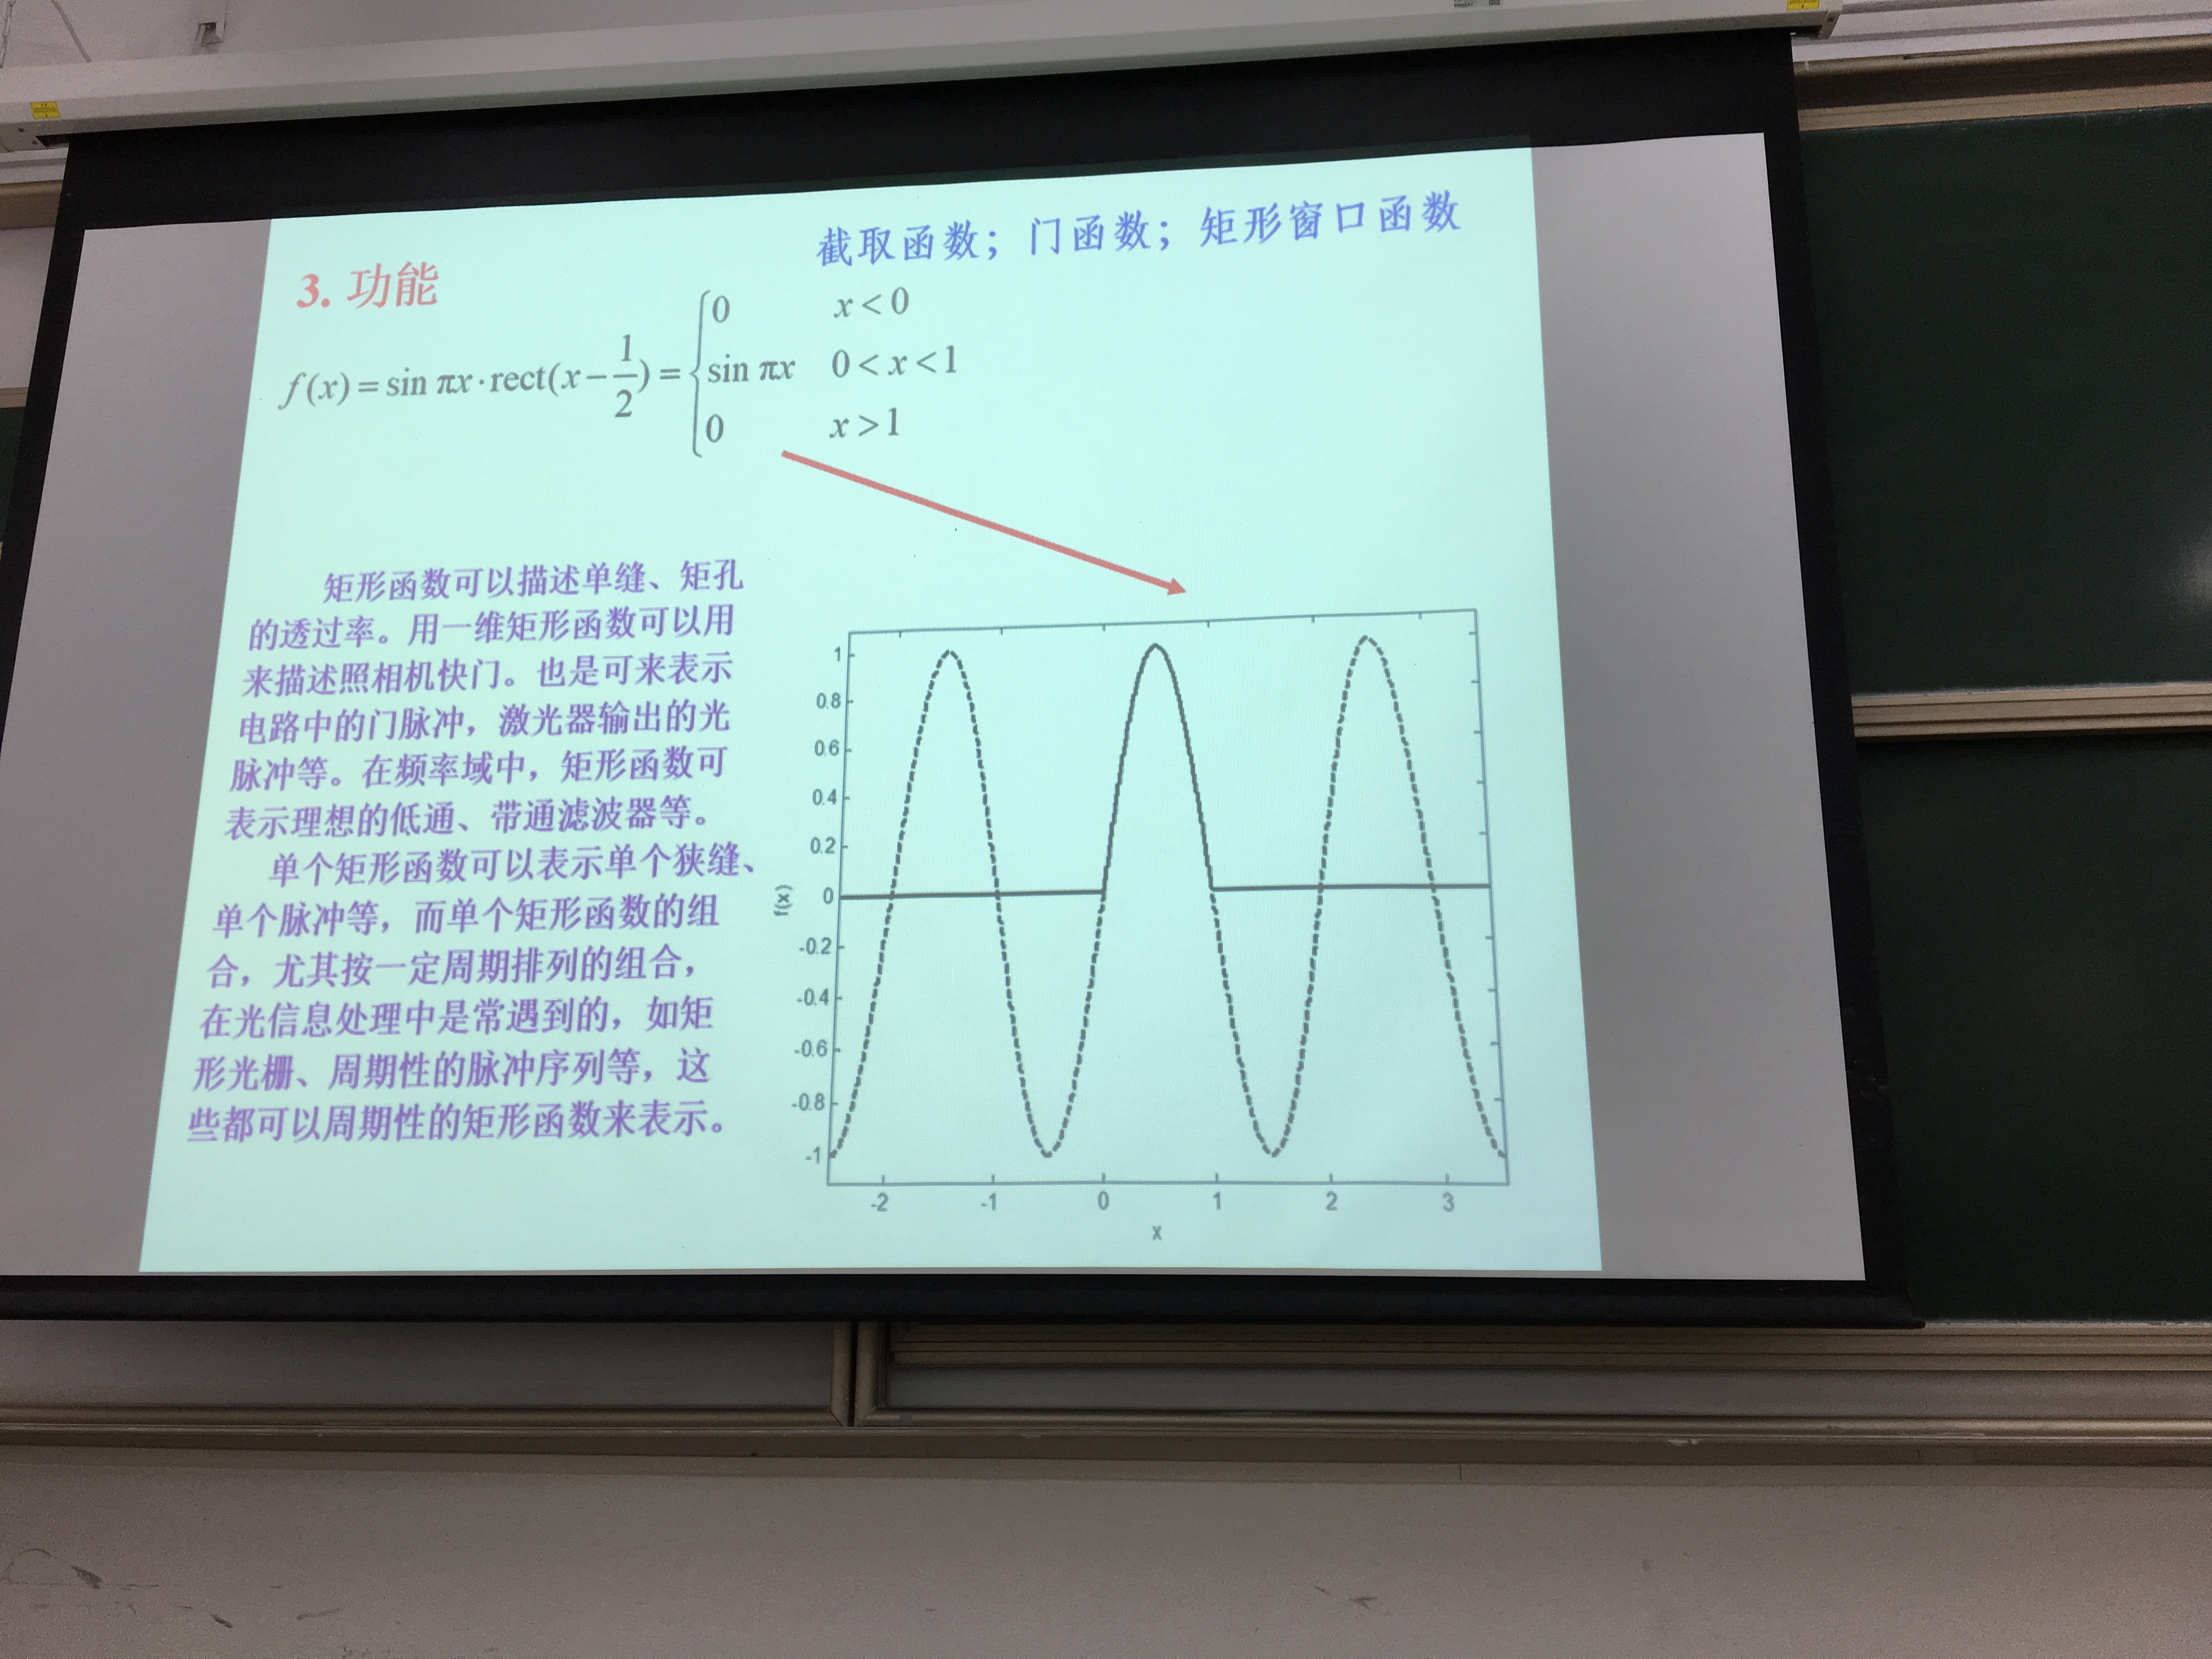 截取函数；门函数；矩形窗口函数
3. 功能
f(x) = sin πx · rect(x − 1/2) = { 0    x < 0
sin πx    0 < x < 1
0    x > 1
矩形函数可以描述单缝、矩孔
的透过率。用一维矩形函数可以用
来描述照相机快门。也是可来表示
电路中的门脉冲，激光器输出的光
脉冲等。在频率域中，矩形函数可
表示理想的低通、带通滤波器等。
单个矩形函数可以表示单个狭缝、
单个脉冲等，而单个矩形函数的组
合，尤其按一定周期排列的组合，
在光信息处理中是常遇到的，如矩
形光栅、周期性的脉冲序列等，这
些都可以周期性的矩形函数来表示。
1
0.8
0.6
0.4
0.2
0
-0.2
-0.4
-0.6
-0.8
-1
f(x)
-2 -1 0 1 2 3
x